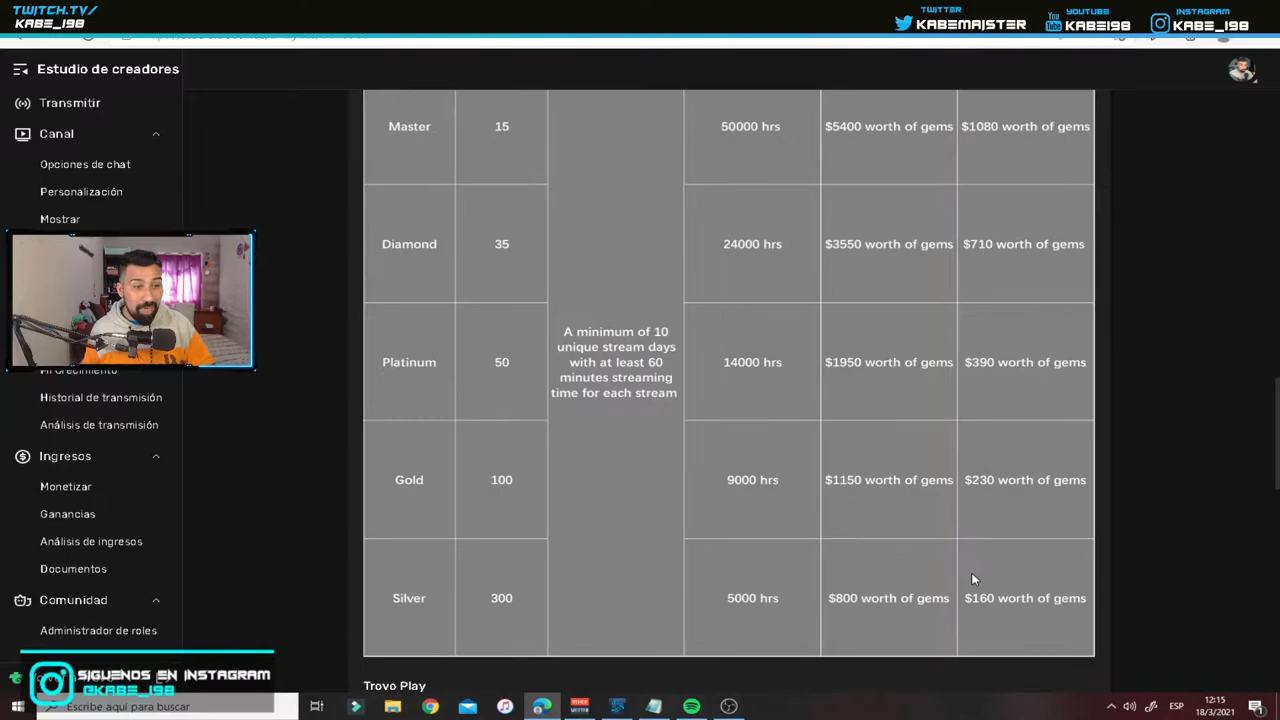 TWITCH.TV/
KABE_198
TWITTER
KABEMAJSTER
YOUTUBE
KABE198
INSTAGRAM
KABE_198
Estudio de creadores
Transmitir
Canal
Opciones de chat
Personalización
Mostrar
Historial de transmisión
Análisis de transmisión
Ingresos
Monetizar
Ganancias
Análisis de ingresos
Documentos
Comunidad
Administrador de roles
Master 15 50000 hrs $5400 worth of gems $1080 worth of gems
Diamond 35 24000 hrs $3550 worth of gems $710 worth of gems
A minimum of 10
unique stream days
with at least 60
minutes streaming
time for each stream
Platinum 50 14000 hrs $1950 worth of gems $390 worth of gems
Gold 100 9000 hrs $1150 worth of gems $230 worth of gems
Silver 300 5000 hrs $800 worth of gems $160 worth of gems
Trovo Play
SIGUENOS EN INSTAGRAM
@KABE_198
Escribe aquí para buscar
ESP
12:15
18/3/2021